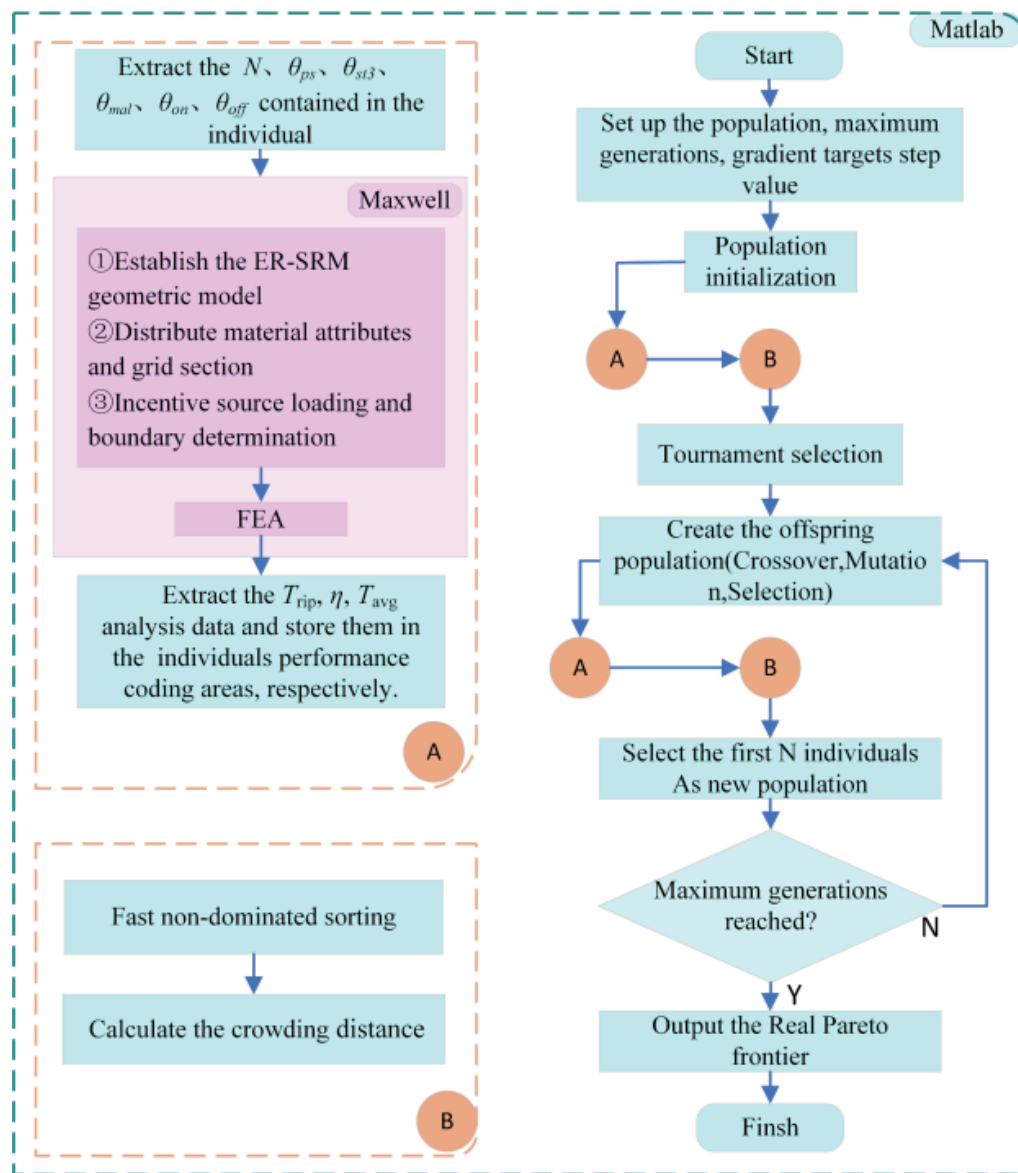 Matlab
Extract the N、θps、θst3、
θmal、θon、θoff contained in the
individual
Maxwell
①Establish the ER-SRM
geometric model
②Distribute material attributes
and grid section
③Incentive source loading and
boundary determination
FEA
Extract the Trip, η, Tavg
analysis data and store them in
the individuals performance
coding areas, respectively.
A
Fast non-dominated sorting
Calculate the crowding distance
B
Start
Set up the population, maximum
generations, gradient targets step
value
Population
initialization
A
B
Tournament selection
Create the offspring
population(Crossover,Mutatio
n,Selection)
A
B
Select the first N individuals
As new population
Maximum generations
reached?
N
Y
Output the Real Pareto
frontier
Finsh